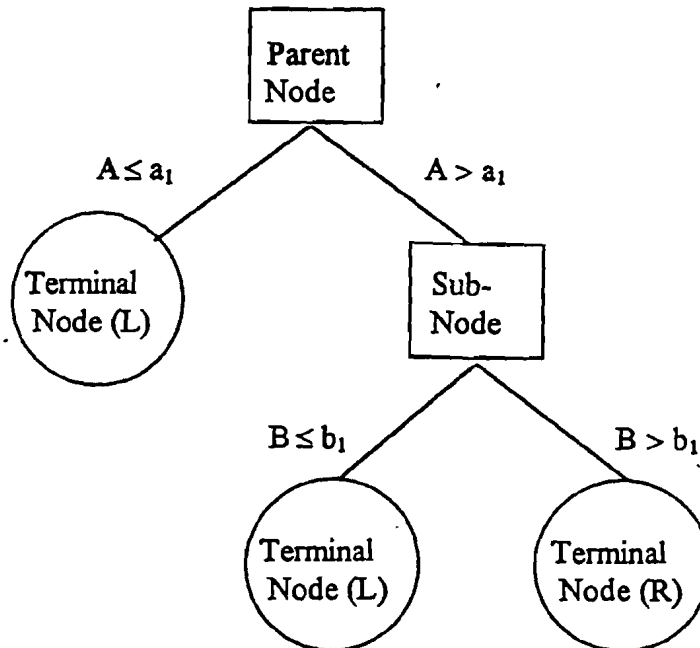 Parent
Node
A ≤ a₁
A > a₁
Terminal
Node (L)
Sub-
Node
B ≤ b₁
B > b₁
Terminal
Node (L)
Terminal
Node (R)